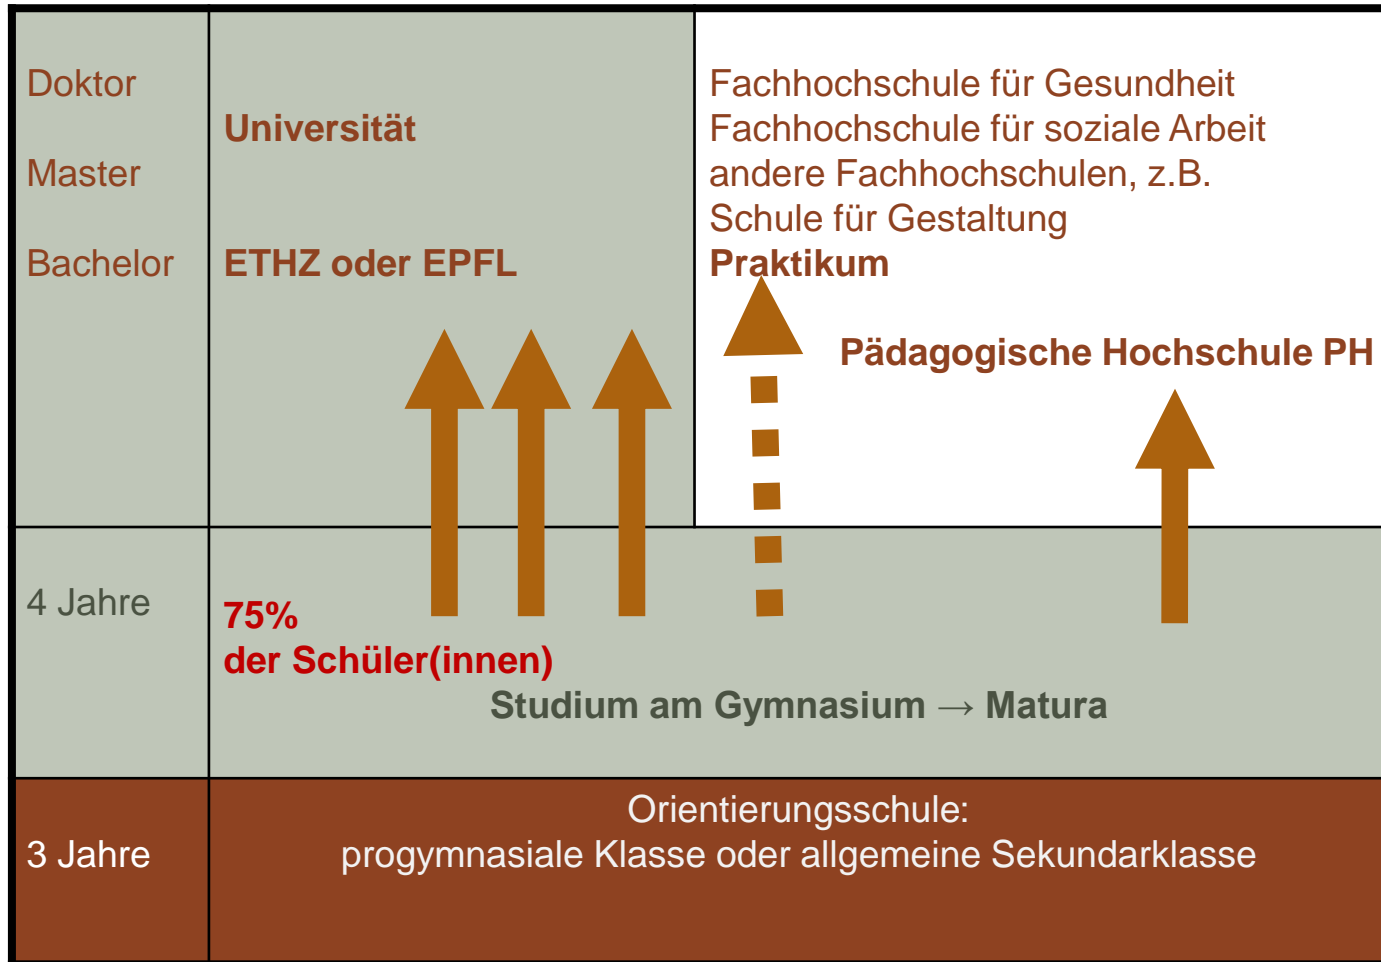 Doktor
Master
Bachelor
Universität
ETHZ oder EPFL
Fachhochschule für Gesundheit
Fachhochschule für soziale Arbeit
andere Fachhochschulen, z.B.
Schule für Gestaltung
Praktikum
Pädagogische Hochschule PH
4 Jahre
75%
der Schüler(innen)
Studium am Gymnasium → Matura
3 Jahre
Orientierungsschule:
progymnasiale Klasse oder allgemeine Sekundarklasse